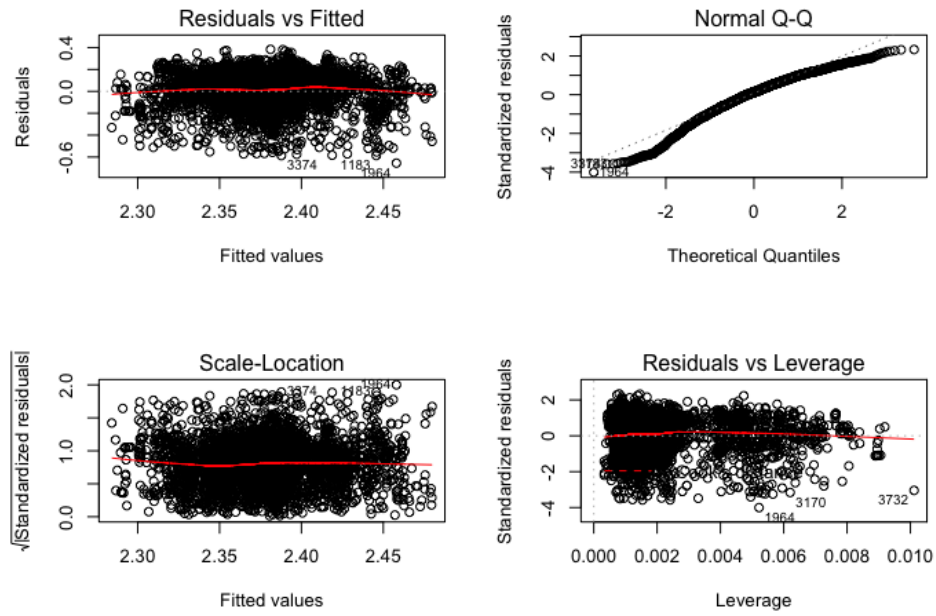 Residuals vs Fitted
Residuals
0.4
0.0
-0.6
3374
1183
1964
2.30 2.35 2.40 2.45
Fitted values
Normal Q-Q
Standardized residuals
2
0
-2
-4
1964
-2 0 2
Theoretical Quantiles
Scale-Location
√|Standardized residuals|
2.0
1.0
0.0
3374
1183
1964
2.30 2.35 2.40 2.45
Fitted values
Residuals vs Leverage
Standardized residuals
2
0
-2
-4
1964
3170
3732
0.000 0.002 0.004 0.006 0.008 0.010
Leverage